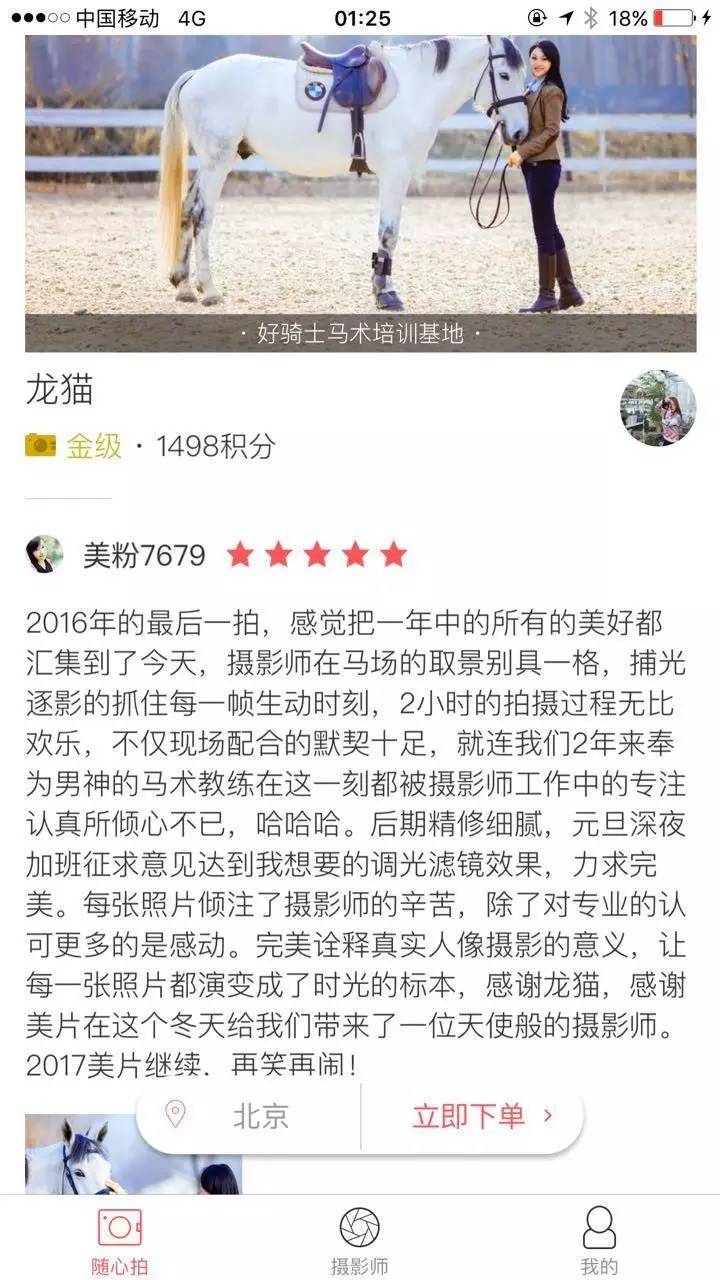 中国移动 4G 01:25 18%
· 好骑士马术培训基地 ·
龙猫
金级 · 1498积分
美粉7679
2016年的最后一拍，感觉把一年中的所有的美好都
汇集到了今天，摄影师在马场的取景别具一格，捕光
逐影的抓住每一帧生动时刻，2小时的拍摄过程无比
欢乐，不仅现场配合的默契十足，就连我们2年来奉
为男神的马术教练在这一刻都被摄影师工作中的专注
认真所倾心不已，哈哈哈。后期精修细腻，元旦深夜
加班征求意见达到我想要的调光滤镜效果，力求完
美。每张照片倾注了摄影师的辛苦，除了对专业的认
可更多的是感动。完美诠释真实人像摄影的意义，让
每一张照片都演变成了时光的标本，感谢龙猫，感谢
美片在这个冬天给我们带来了一位天使般的摄影师。
2017美片继续，再笑再闹！
北京 立即下单 ›
随心拍 摄影师 我的